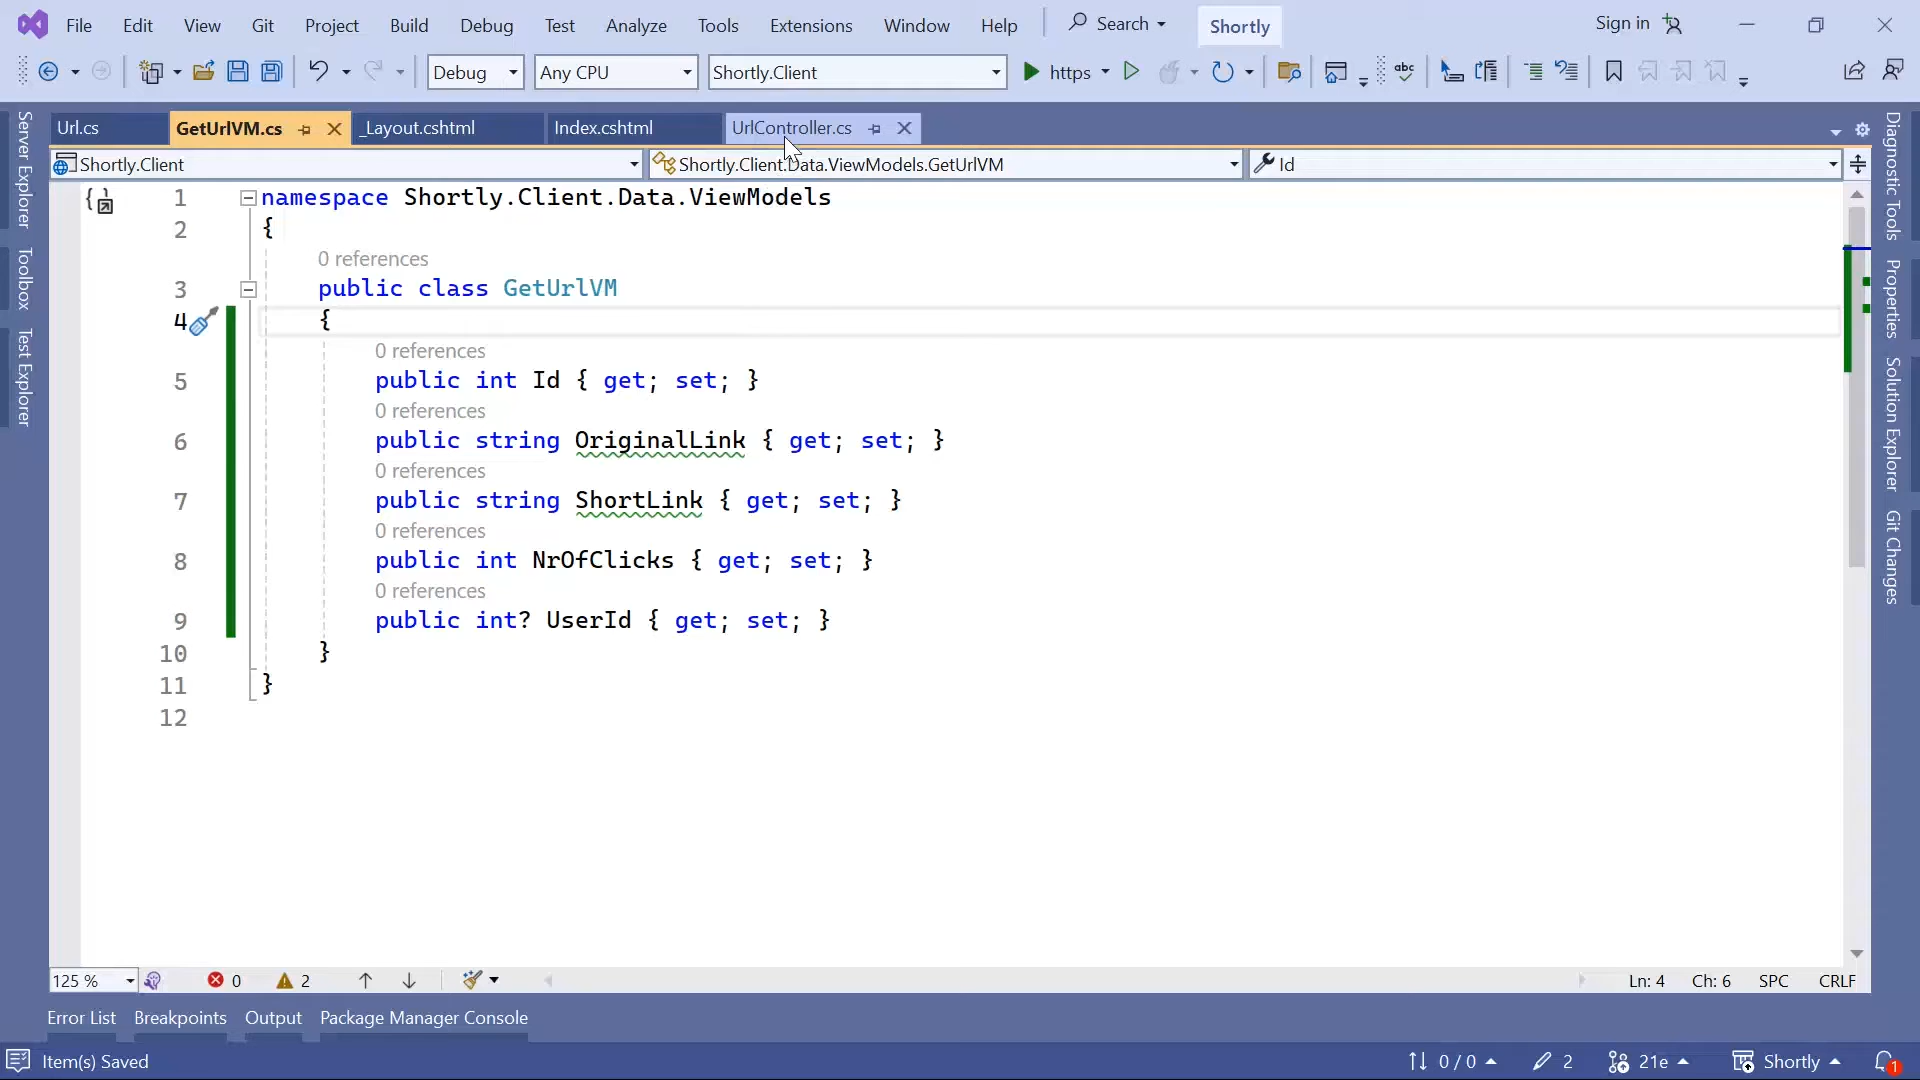 File Edit View Git Project Build Debug Test Analyze Tools Extensions Window Help Search Shortly Sign in
Debug Any CPU Shortly.Client https abc
Url.cs GetUrlVM.cs _Layout.cshtml Index.cshtml UrlController.cs
Shortly.Client Shortly.Client.Data.ViewModels.GetUrlVM Id
Server Explorer
Toolbox
Test Explorer
1 namespace Shortly.Client.Data.ViewModels
2 {
0 references
3 public class GetUrlVM
4 {
0 references
5 public int Id { get; set; }
0 references
6 public string OriginalLink { get; set; }
0 references
7 public string ShortLink { get; set; }
0 references
8 public int NrOfClicks { get; set; }
0 references
9 public int? UserId { get; set; }
10 }
11 }
12
Diagnostic Tools
Properties
Solution Explorer
Git Changes
125 % 0 2 Ln: 4 Ch: 6 SPC CRLF
Error List Breakpoints Output Package Manager Console
Item(s) Saved 0 / 0 2 21e Shortly 1